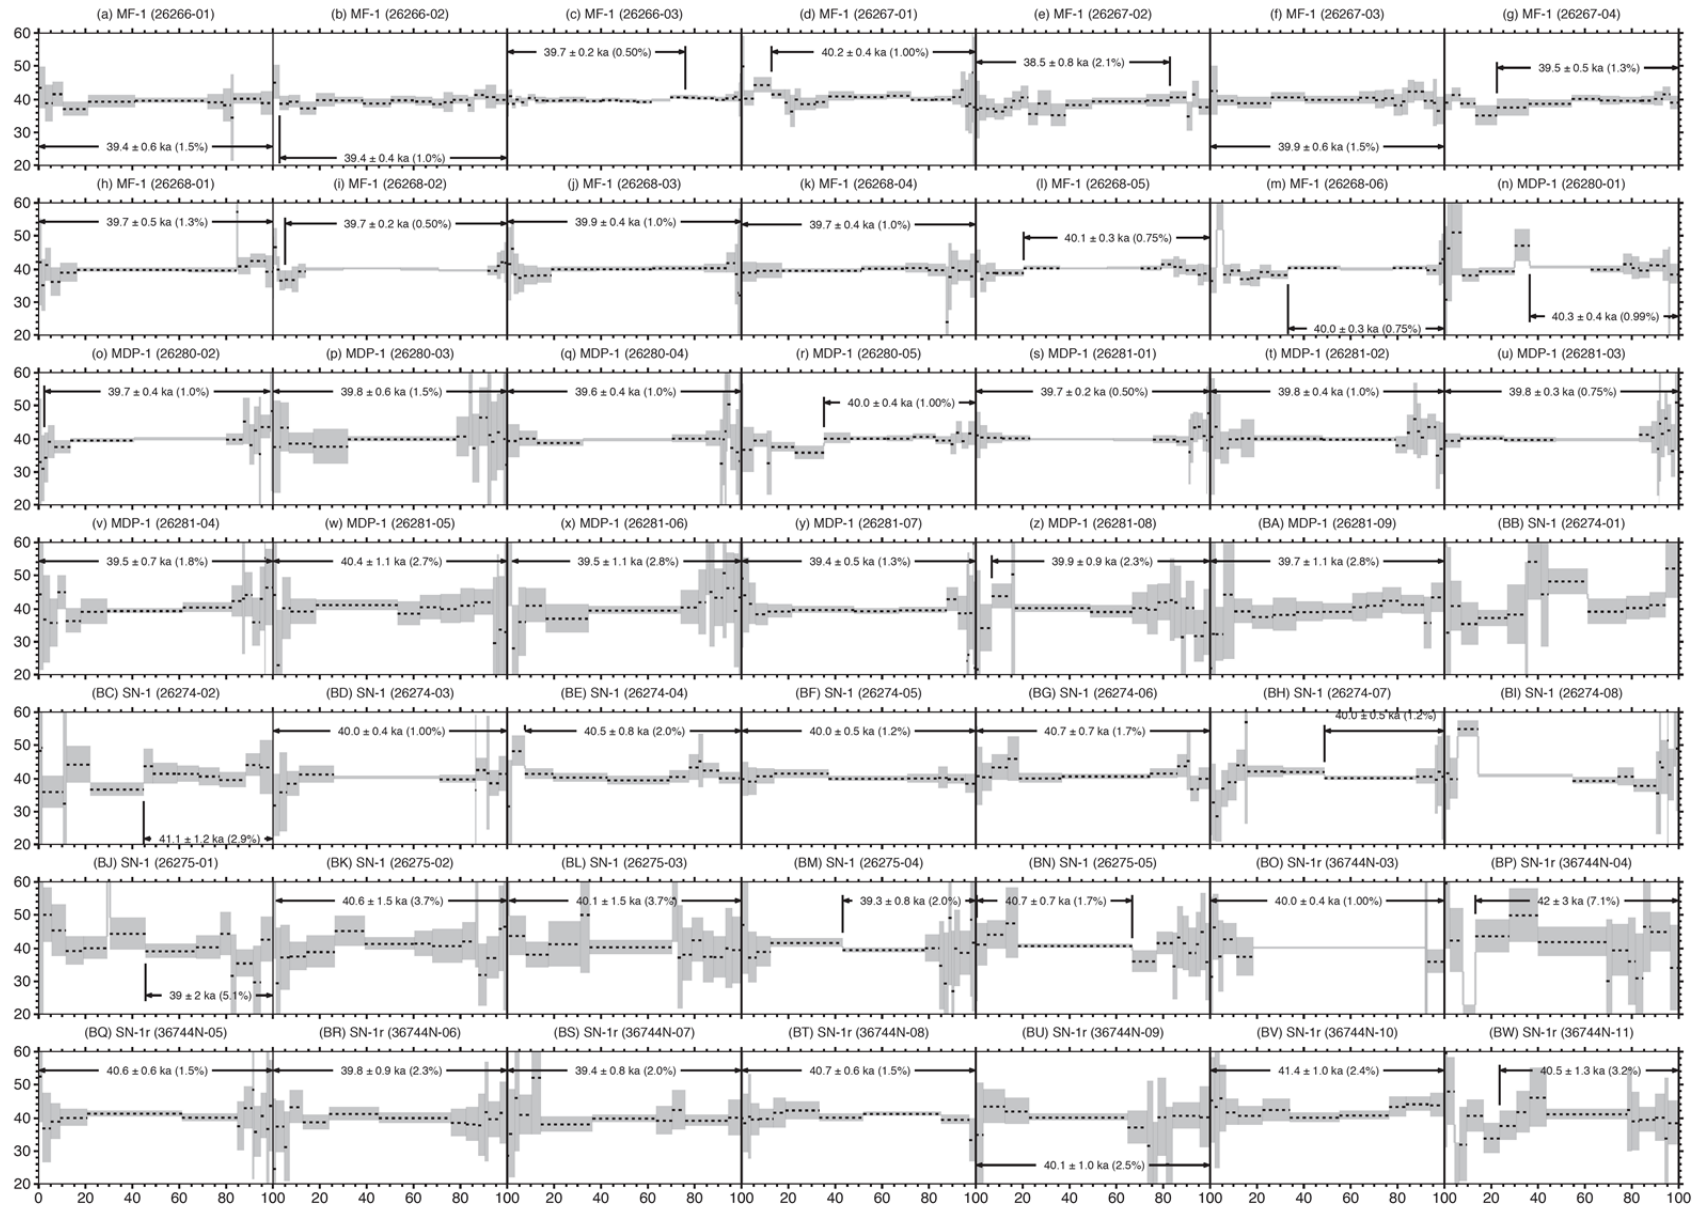 (a) MF-1 (26266-01) (b) MF-1 (26266-02) (c) MF-1 (26266-03) (d) MF-1 (26267-01) (e) MF-1 (26267-02) (f) MF-1 (26267-03) (g) MF-1 (26267-04)
60
39.7 ± 0.2 ka (0.50%) 40.2 ± 0.4 ka (1.00%)
38.5 ± 0.8 ka (2.1%) 39.5 ± 0.5 ka (1.3%)
50
40
30
39.4 ± 0.6 ka (1.5%) 39.4 ± 0.4 ka (1.0%) 39.9 ± 0.6 ka (1.5%)
20
(h) MF-1 (26268-01) (i) MF-1 (26268-02) (j) MF-1 (26268-03) (k) MF-1 (26268-04) (l) MF-1 (26268-05) (m) MF-1 (26268-06) (n) MDP-1 (26280-01)
60
39.7 ± 0.5 ka (1.3%) 39.7 ± 0.2 ka (0.50%) 39.9 ± 0.4 ka (1.0%) 39.7 ± 0.4 ka (1.0%) 40.1 ± 0.3 ka (0.75%)
50
40
30
40.0 ± 0.3 ka (0.75%) 40.3 ± 0.4 ka (0.99%)
20
(o) MDP-1 (26280-02) (p) MDP-1 (26280-03) (q) MDP-1 (26280-04) (r) MDP-1 (26280-05) (s) MDP-1 (26281-01) (t) MDP-1 (26281-02) (u) MDP-1 (26281-03)
60
39.7 ± 0.4 ka (1.0%) 39.8 ± 0.6 ka (1.5%) 39.6 ± 0.4 ka (1.0%) 40.0 ± 0.4 ka (1.00%) 39.7 ± 0.2 ka (0.50%) 39.8 ± 0.4 ka (1.0%) 39.8 ± 0.3 ka (0.75%)
50
40
30
20
(v) MDP-1 (26281-04) (w) MDP-1 (26281-05) (x) MDP-1 (26281-06) (y) MDP-1 (26281-07) (z) MDP-1 (26281-08) (BA) MDP-1 (26281-09) (BB) SN-1 (26274-01)
60
39.5 ± 0.7 ka (1.8%) 40.4 ± 1.1 ka (2.7%) 39.5 ± 1.1 ka (2.8%) 39.4 ± 0.5 ka (1.3%) 39.9 ± 0.9 ka (2.3%) 39.7 ± 1.1 ka (2.8%)
50
40
30
20
(BC) SN-1 (26274-02) (BD) SN-1 (26274-03) (BE) SN-1 (26274-04) (BF) SN-1 (26274-05) (BG) SN-1 (26274-06) (BH) SN-1 (26274-07) (BI) SN-1 (26274-08)
60
40.0 ± 0.4 ka (1.00%) 40.5 ± 0.8 ka (2.0%) 40.0 ± 0.5 ka (1.2%) 40.7 ± 0.7 ka (1.7%) 40.0 ± 0.5 ka (1.2%)
50
40
30
41.1 ± 1.2 ka (2.9%)
20
(BJ) SN-1 (26275-01) (BK) SN-1 (26275-02) (BL) SN-1 (26275-03) (BM) SN-1 (26275-04) (BN) SN-1 (26275-05) (BO) SN-1r (36744N-03) (BP) SN-1r (36744N-04)
60
40.6 ± 1.5 ka (3.7%) 40.1 ± 1.5 ka (3.7%) 39.3 ± 0.8 ka (2.0%) 40.7 ± 0.7 ka (1.7%) 40.0 ± 0.4 ka (1.00%) 42 ± 3 ka (7.1%)
50
40
30
39 ± 2 ka (5.1%)
20
(BQ) SN-1r (36744N-05) (BR) SN-1r (36744N-06) (BS) SN-1r (36744N-07) (BT) SN-1r (36744N-08) (BU) SN-1r (36744N-09) (BV) SN-1r (36744N-10) (BW) SN-1r (36744N-11)
60
40.6 ± 0.6 ka (1.5%) 39.8 ± 0.9 ka (2.3%) 39.4 ± 0.8 ka (2.0%) 40.7 ± 0.6 ka (1.5%) 41.4 ± 1.0 ka (2.4%) 40.5 ± 1.3 ka (3.2%)
50
40
30
40.1 ± 1.0 ka (2.5%)
20
0 20 40 60 80 100 20 40 60 80 100 20 40 60 80 100 20 40 60 80 100 20 40 60 80 100 20 40 60 80 100 20 40 60 80 100